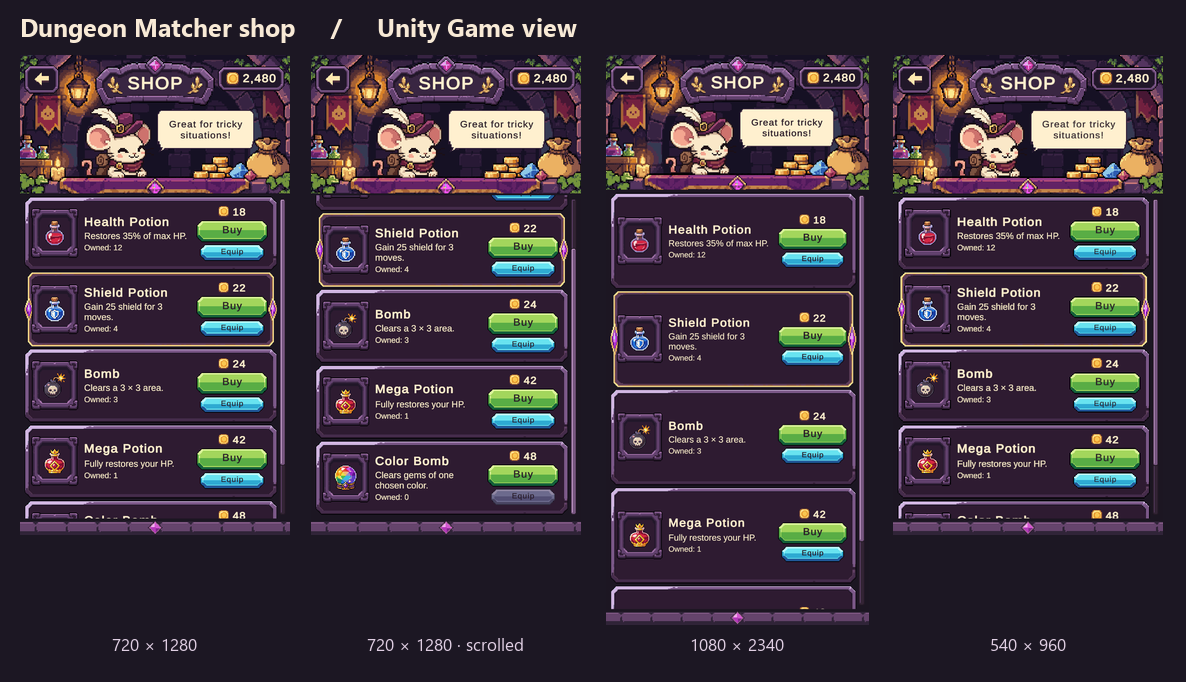 Dungeon Matcher shop / Unity Game view
SHOP
2,480
Great for tricky
situations!
18
Health Potion
Buy
Restores 35% of max HP.
Owned: 12
Equip
22
Shield Potion
Buy
Gain 25 shield for 3
moves.
Owned: 4
Equip
24
Bomb
Buy
Clears a 3 × 3 area.
Owned: 3
Equip
42
Mega Potion
Buy
Fully restores your HP.
Owned: 1
Equip
Color Bomb
48
720 × 1280
SHOP
2,480
Great for tricky
situations!
22
Shield Potion
Buy
Gain 25 shield for 3
moves.
Owned: 4
Equip
24
Bomb
Buy
Clears a 3 × 3 area.
Owned: 3
Equip
42
Mega Potion
Buy
Fully restores your HP.
Owned: 1
Equip
48
Color Bomb
Buy
Clears gems of one
chosen color.
Owned: 0
Equip
720 × 1280 · scrolled
SHOP
2,480
Great for tricky
situations!
18
Health Potion
Buy
Restores 35% of max HP.
Owned: 12
Equip
22
Shield Potion
Buy
Gain 25 shield for 3
moves.
Owned: 4
Equip
24
Bomb
Buy
Clears a 3 × 3 area.
Owned: 3
Equip
42
Mega Potion
Buy
Fully restores your HP.
Owned: 1
Equip
1080 × 2340
SHOP
2,480
Great for tricky
situations!
18
Health Potion
Buy
Restores 35% of max HP.
Owned: 12
Equip
22
Shield Potion
Buy
Gain 25 shield for 3
moves.
Owned: 4
Equip
24
Bomb
Buy
Clears a 3 × 3 area.
Owned: 3
Equip
42
Mega Potion
Buy
Fully restores your HP.
Owned: 1
Equip
Color Bomb
48
540 × 960